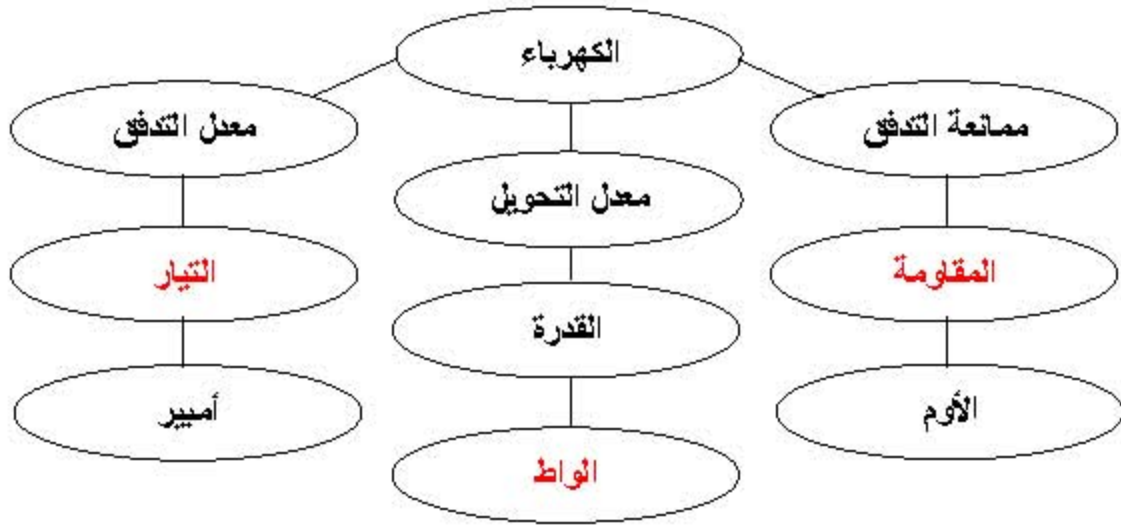 الكهرباء
ممانعة التدفق
معدل التدفق
معدل التحويل
المقاومة
التيار
القدرة
الأوم
أمبير
الواط